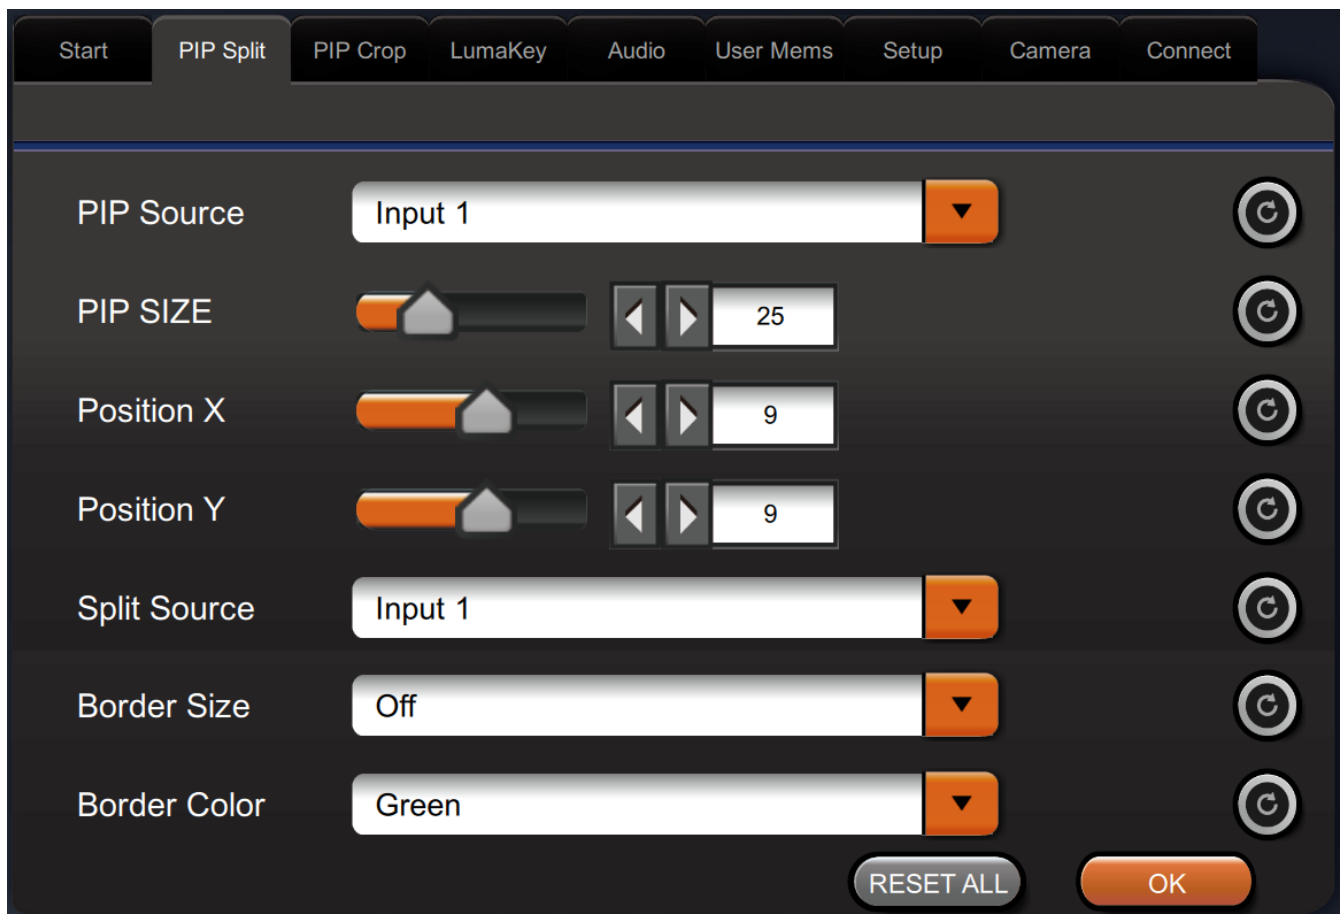 Start PIP Split PIP Crop LumaKey Audio User Mems Setup Camera Connect
PIP Source Input 1
PIP SIZE 25
Position X 9
Position Y 9
Split Source Input 1
Border Size Off
Border Color Green
RESET ALL OK